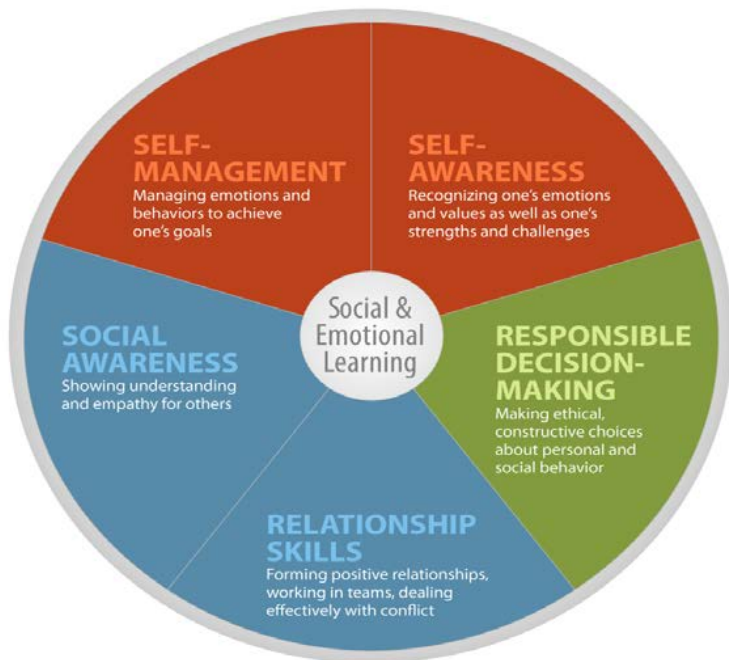 SELF-
MANAGEMENT
Managing emotions and
behaviors to achieve
one's goals
SELF-
AWARENESS
Recognizing one's emotions
and values as well as one's
strengths and challenges
SOCIAL
AWARENESS
Showing understanding
and empathy for others
Social &
Emotional
Learning
RESPONSIBLE
DECISION-
MAKING
Making ethical,
constructive choices
about personal and
social behavior
RELATIONSHIP
SKILLS
Forming positive relationships,
working in teams, dealing
effectively with conflict